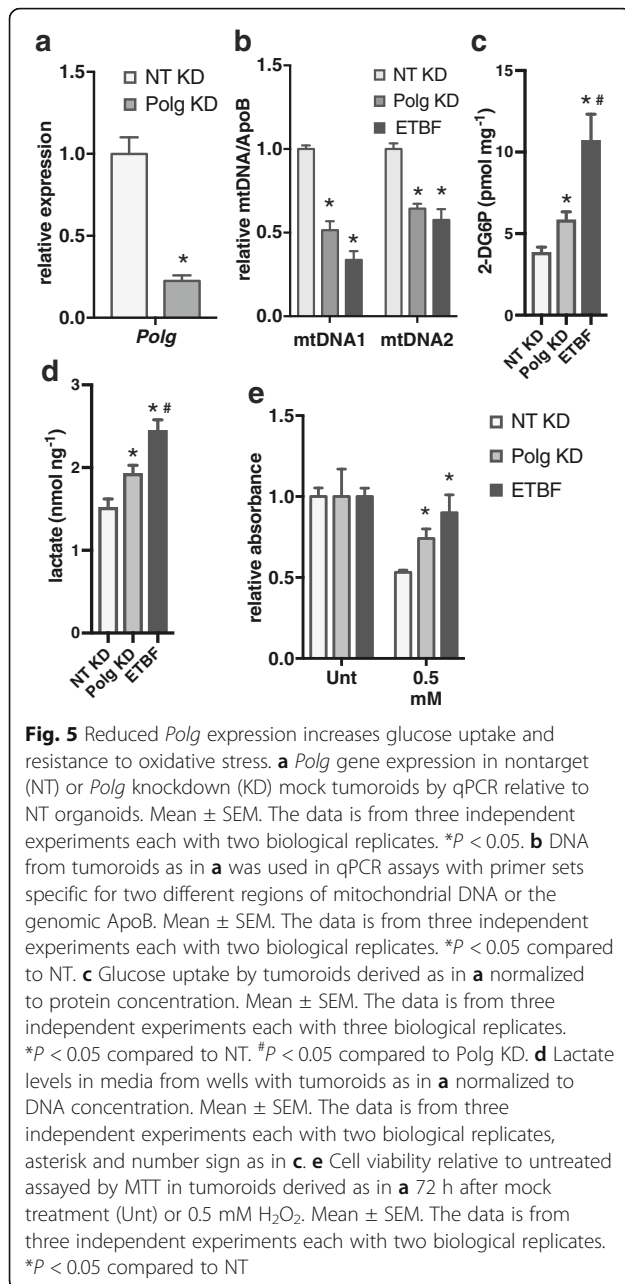 a
1.5
1.0
0.5
0.0
relative expression
NT KD
Polg KD
*
Polg
b
1.5
1.0
0.5
0.0
relative mtDNA/ApoB
NT KD
Polg KD
ETBF
* *
* *
mtDNA1 mtDNA2
c
15
10
5
0
2-DG6P (pmol mg⁻¹)
*
* #
NT KD
Polg KD
ETBF
d
3
2
1
0
lactate (nmol ng⁻¹)
*
* #
NT KD
Polg KD
ETBF
e
1.5
1.0
0.5
0.0
relative absorbance
*
*
Unt 0.5
mM
NT KD
Polg KD
ETBF
Fig. 5 Reduced Polg expression increases glucose uptake and
resistance to oxidative stress. a Polg gene expression in nontarget
(NT) or Polg knockdown (KD) mock tumoroids by qPCR relative to
NT organoids. Mean ± SEM. The data is from three independent
experiments each with two biological replicates. *P < 0.05. b DNA
from tumoroids as in a was used in qPCR assays with primer sets
specific for two different regions of mitochondrial DNA or the
genomic ApoB. Mean ± SEM. The data is from three independent
experiments each with two biological replicates. *P < 0.05 compared
to NT. c Glucose uptake by tumoroids derived as in a normalized
to protein concentration. Mean ± SEM. The data is from three
independent experiments each with three biological replicates.
*P < 0.05 compared to NT. #P < 0.05 compared to Polg KD. d Lactate
levels in media from wells with tumoroids as in a normalized to
DNA concentration. Mean ± SEM. The data is from three
independent experiments each with two biological replicates,
asterisk and number sign as in c. e Cell viability relative to untreated
assayed by MTT in tumoroids derived as in a 72 h after mock
treatment (Unt) or 0.5 mM H₂O₂. Mean ± SEM. The data is from
three independent experiments each with two biological replicates.
*P < 0.05 compared to NT